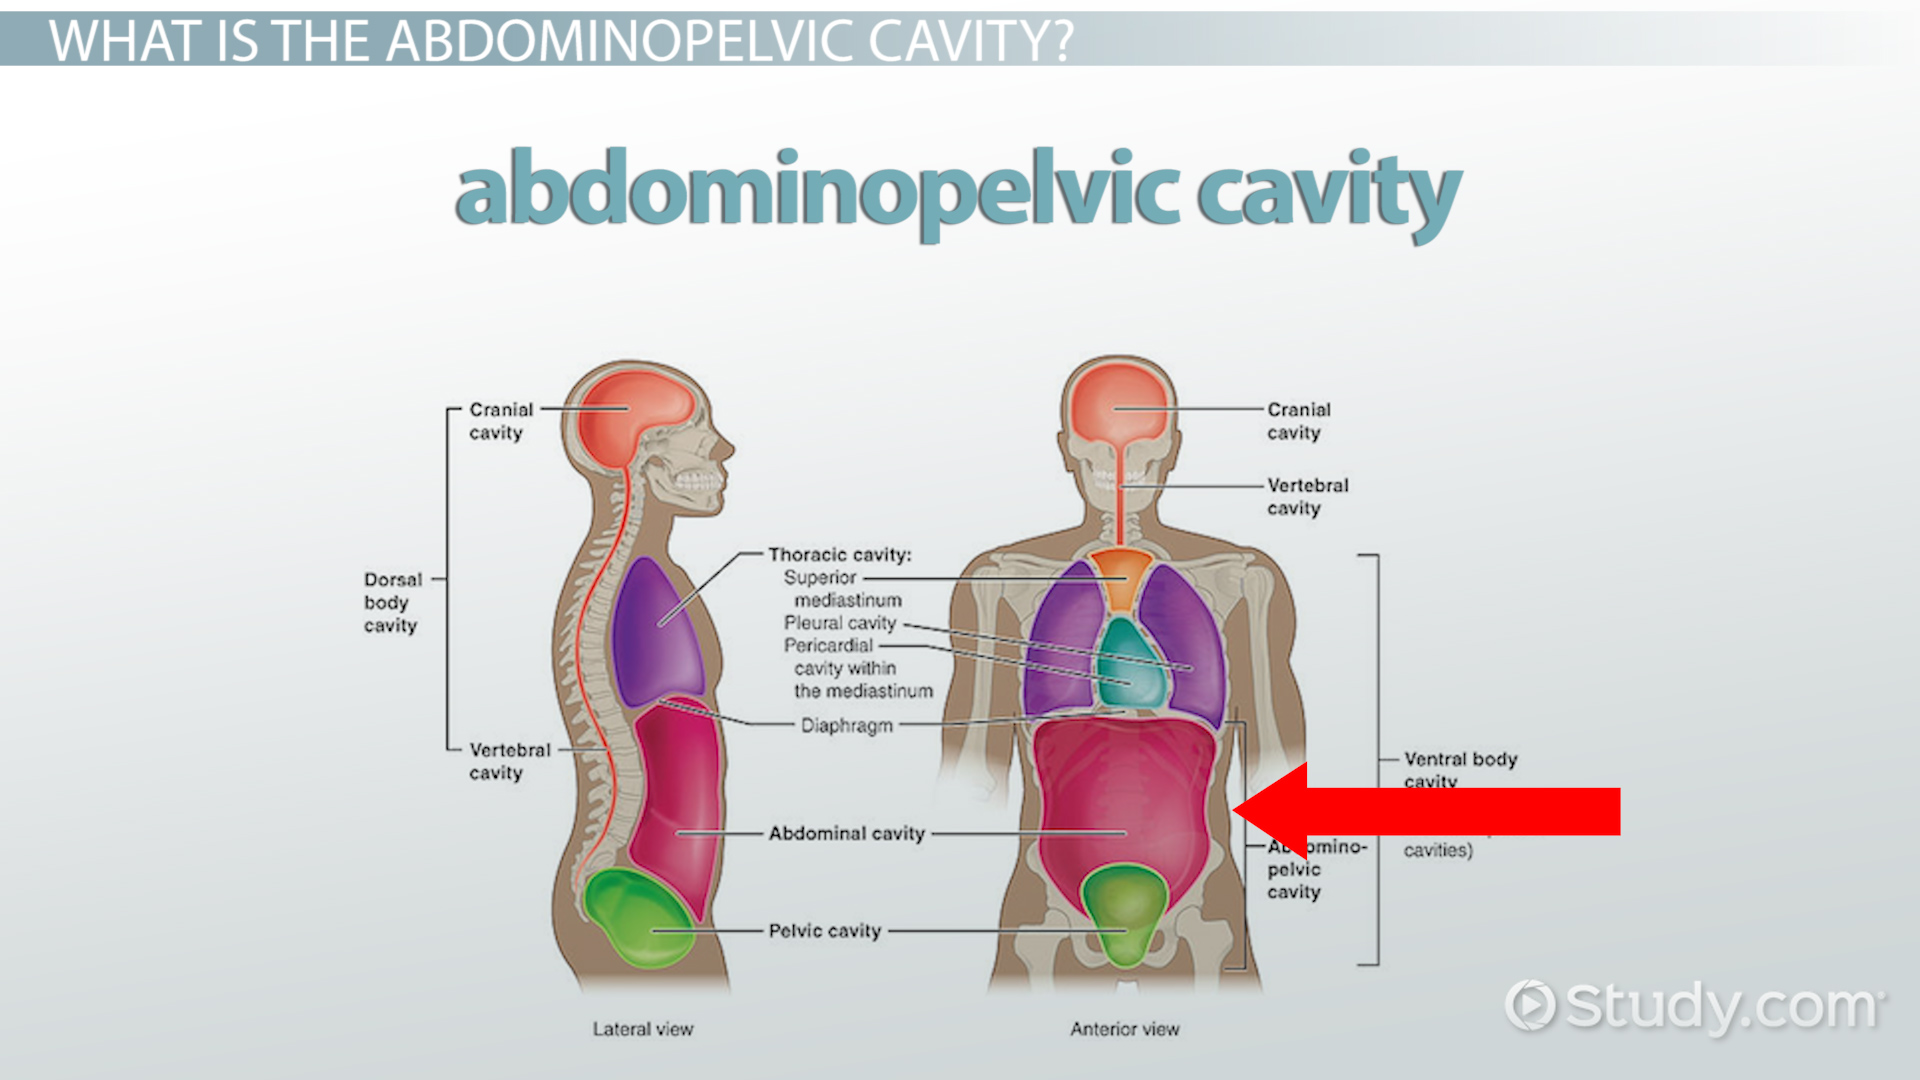 WHAT IS THE ABDOMINOPELVIC CAVITY?
abdominopelvic cavity
Cranial
cavity
Dorsal
body
cavity
Vertebral
cavity
Thoracic cavity:
Superior
mediastinum
Pleural cavity
Pericardial
cavity within
the mediastinum
Diaphragm
Abdominal cavity
Pelvic cavity
Cranial
cavity
Vertebral
cavity
Ventral body
cavity
cavities)
pelvic
cavity
Lateral view
Anterior view
Study.com